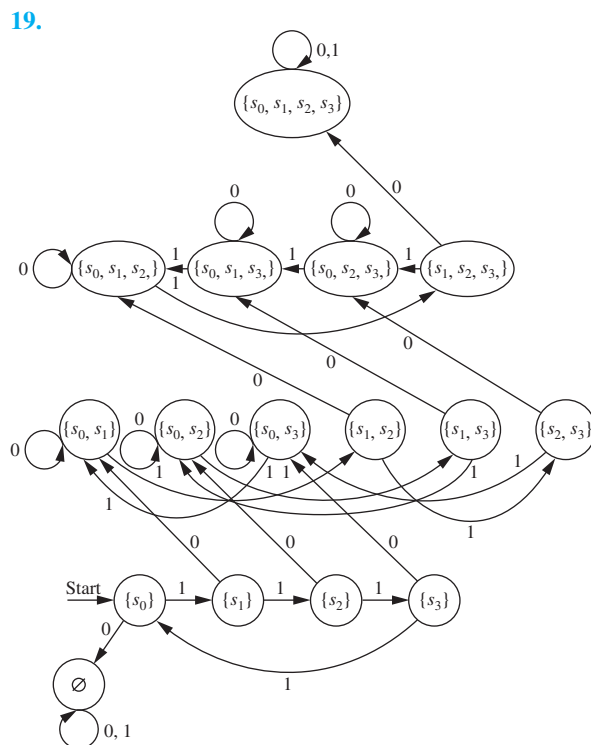 19.
0,1
{s0, s1, s2, s3}
0
0 0
0 {s0, s1, s2,} 1 {s0, s1, s3,} 1 {s0, s2, s3,} 1 {s1, s2, s3,}
1
0 0 0
0 {s0, s1} 0 {s0, s2} 0 {s0, s3} {s1, s2} {s1, s3} {s2, s3}
0 1 0 1 1 1 1
1 1
0 0 0
Start {s0} 1 {s1} 1 {s2} 1 {s3}
0
1
∅
0, 1